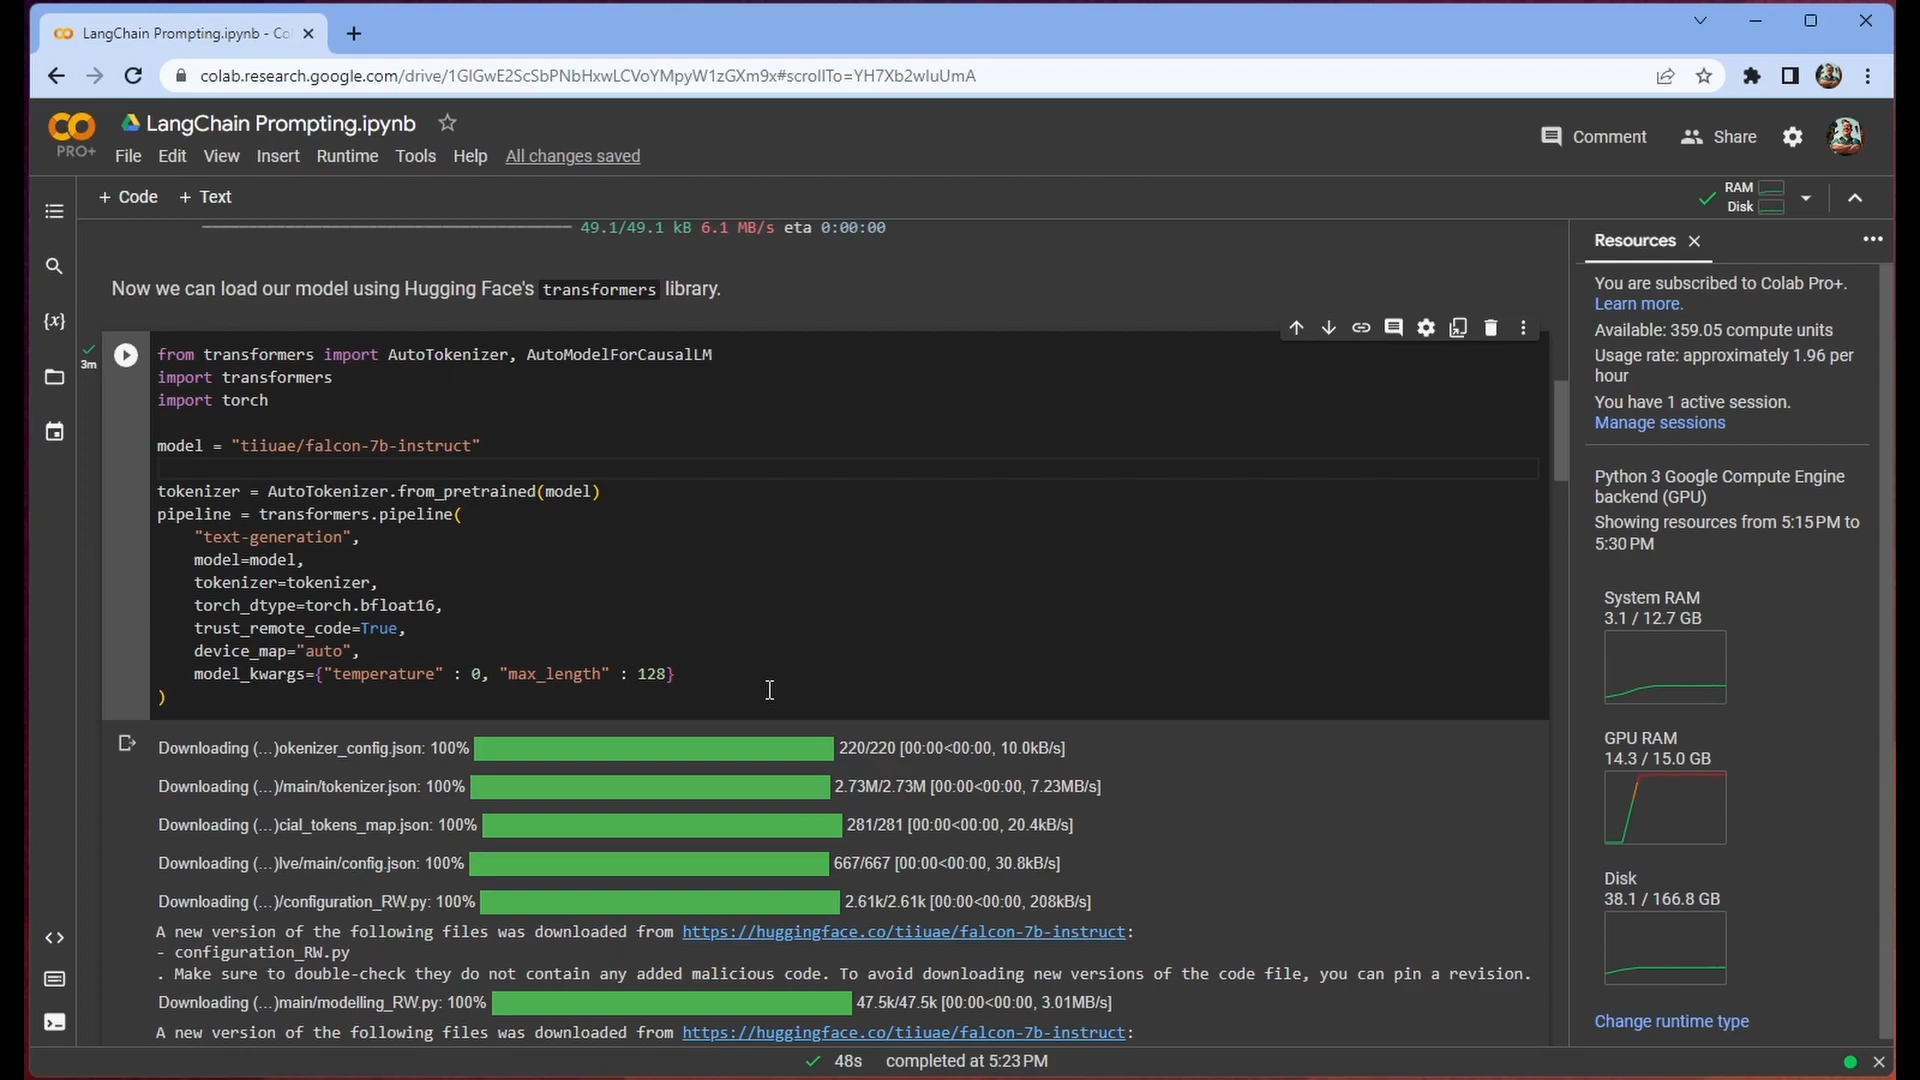 LangChain Prompting.ipynb - Co
colab.research.google.com/drive/1GlGwE2ScSbPNbHxwLCVoYMpyW1zGXm9x#scrollTo=YH7Xb2wIuUmA
PRO+
LangChain Prompting.ipynb
Comment
Share
File Edit View Insert Runtime Tools Help All changes saved
+ Code + Text
RAM
Disk
49.1/49.1 kB 6.1 MB/s eta 0:00:00
Now we can load our model using Hugging Face's transformers library.
3m
from transformers import AutoTokenizer, AutoModelForCausalLM
import transformers
import torch
model = "tiiuae/falcon-7b-instruct"
tokenizer = AutoTokenizer.from_pretrained(model)
pipeline = transformers.pipeline(
"text-generation",
model=model,
tokenizer=tokenizer,
torch_dtype=torch.bfloat16,
trust_remote_code=True,
device_map="auto",
model_kwargs={"temperature" : 0, "max_length" : 128}
)
Downloading (…)okenizer_config.json: 100% 220/220 [00:00<00:00, 10.0kB/s]
Downloading (…)/main/tokenizer.json: 100% 2.73M/2.73M [00:00<00:00, 7.23MB/s]
Downloading (…)cial_tokens_map.json: 100% 281/281 [00:00<00:00, 20.4kB/s]
Downloading (…)lve/main/config.json: 100% 667/667 [00:00<00:00, 30.8kB/s]
Downloading (…)/configuration_RW.py: 100% 2.61k/2.61k [00:00<00:00, 208kB/s]
A new version of the following files was downloaded from https://huggingface.co/tiiuae/falcon-7b-instruct:
- configuration_RW.py
. Make sure to double-check they do not contain any added malicious code. To avoid downloading new versions of the code file, you can pin a revision.
Downloading (…)main/modelling_RW.py: 100% 47.5k/47.5k [00:00<00:00, 3.01MB/s]
A new version of the following files was downloaded from https://huggingface.co/tiiuae/falcon-7b-instruct:
Resources
You are subscribed to Colab Pro+.
Learn more.
Available: 359.05 compute units
Usage rate: approximately 1.96 per
hour
You have 1 active session.
Manage sessions
Python 3 Google Compute Engine
backend (GPU)
Showing resources from 5:15 PM to
5:30 PM
System RAM
3.1 / 12.7 GB
GPU RAM
14.3 / 15.0 GB
Disk
38.1 / 166.8 GB
Change runtime type
48s completed at 5:23 PM